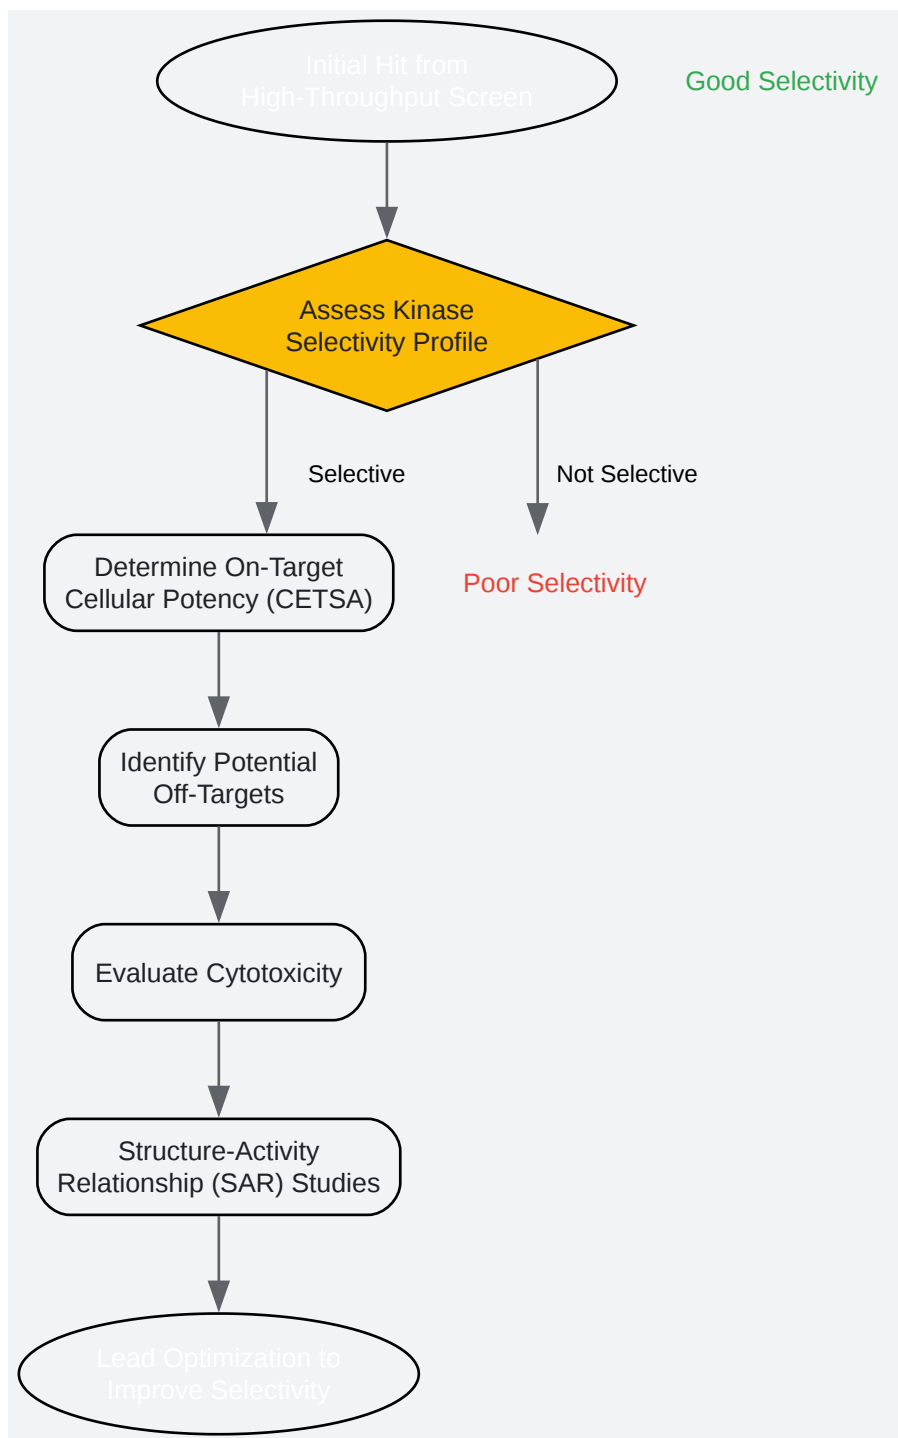 Initial Hit from
High-Throughput Screen
Good Selectivity
Assess Kinase
Selectivity Profile
Selective
Not Selective
Determine On-Target
Cellular Potency (CETSA)
Poor Selectivity
Identify Potential
Off-Targets
Evaluate Cytotoxicity
Structure-Activity
Relationship (SAR) Studies
Lead Optimization to
Improve Selectivity